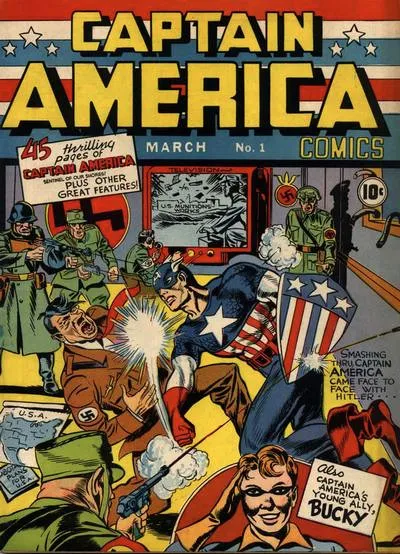 CAPTAIN
AMERICA
COMICS
MARCH No. 1
45 thrilling
pages of
CAPTAIN AMERICA
SENTINEL OF OUR SHORES!
PLUS OTHER
GREAT FEATURES!
10¢
TELEVISION
U.S. MUNITIONS
WORKS
SMASHING
THRU, CAPTAIN
AMERICA
CAME FACE TO
FACE WITH
HITLER...
U.S.A.
PLANS
FOR
U.S.A.
Also
CAPTAIN
AMERICA'S
YOUNG ALLY,
'BUCKY'